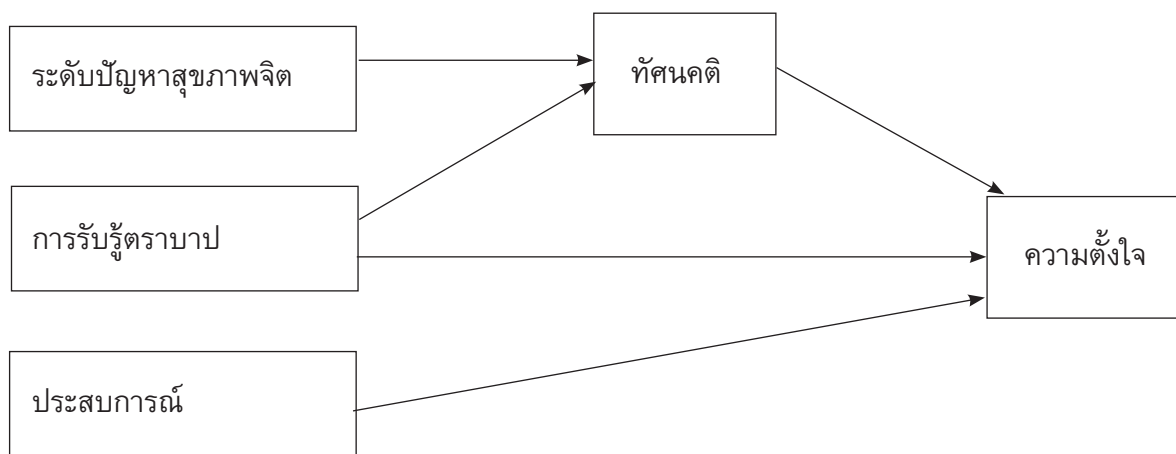 ระดับปัญหาสุขภาพจิต
ทัศนคติ
การรับรู้ตราบาป
ความตั้งใจ
ประสบการณ์